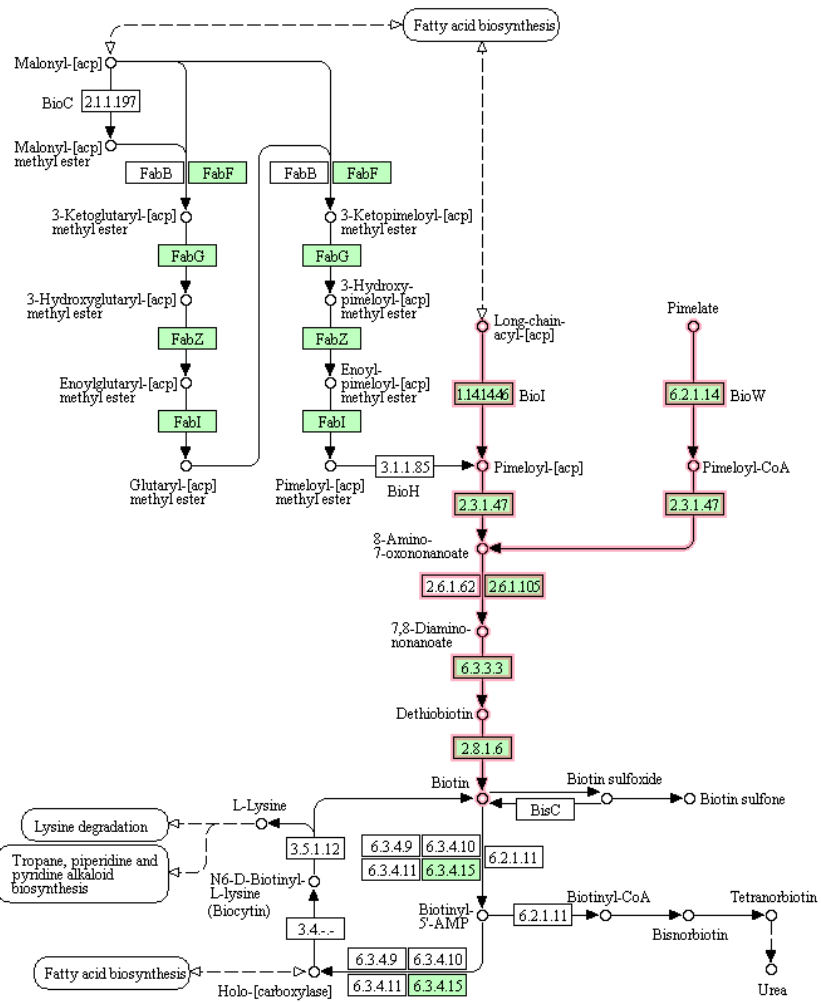 Fatty acid biosynthesis
Malonyl-[acp]
BioC
2.1.1.197
Malonyl-[acp]
methyl ester
FabB
FabF
FabB
FabF
3-Ketoglutaryl-[acp]
methyl ester
3-Ketopimeloyl-[acp]
methyl ester
FabG
FabG
3-Hydroxyglutaryl-[acp]
methyl ester
3-Hydroxy-
pimeloyl-[acp]
methyl ester
Long-chain-
acyl-[acp]
Pimelate
FabZ
FabZ
Enoylglutaryl-[acp]
methyl ester
Enoyl-
pimeloyl-[acp]
methyl ester
1.14.14.46
BioI
6.2.1.14
BioW
FabI
FabI
Glutaryl-[acp]
methyl ester
Pimeloyl-[acp]
methyl ester
3.1.1.85
BioH
Pimeloyl-[acp]
Pimeloyl-CoA
2.3.1.47
2.3.1.47
8-Amino-
7-oxononanoate
2.6.1.62
2.6.1.105
7,8-Diamino-
nonanoate
6.3.3.3
Dethiobiotin
2.8.1.6
Biotin
Biotin sulfoxide
BisC
Biotin sulfone
L-Lysine
Lysine degradation
Tropane, piperidine and
pyridine alkaloid
biosynthesis
3.5.1.12
6.3.4.9
6.3.4.10
6.3.4.11
6.3.4.15
6.2.1.11
N6-D-Biotinyl-
L-lysine
(Biocytin)
Biotinyl-
5'-AMP
6.2.1.11
Biotinyl-CoA
Bisnorbiotin
Tetranorbiotin
3.4.-.-
6.3.4.9
6.3.4.10
6.3.4.11
6.3.4.15
Fatty acid biosynthesis
Holo-[carboxylase]
Urea